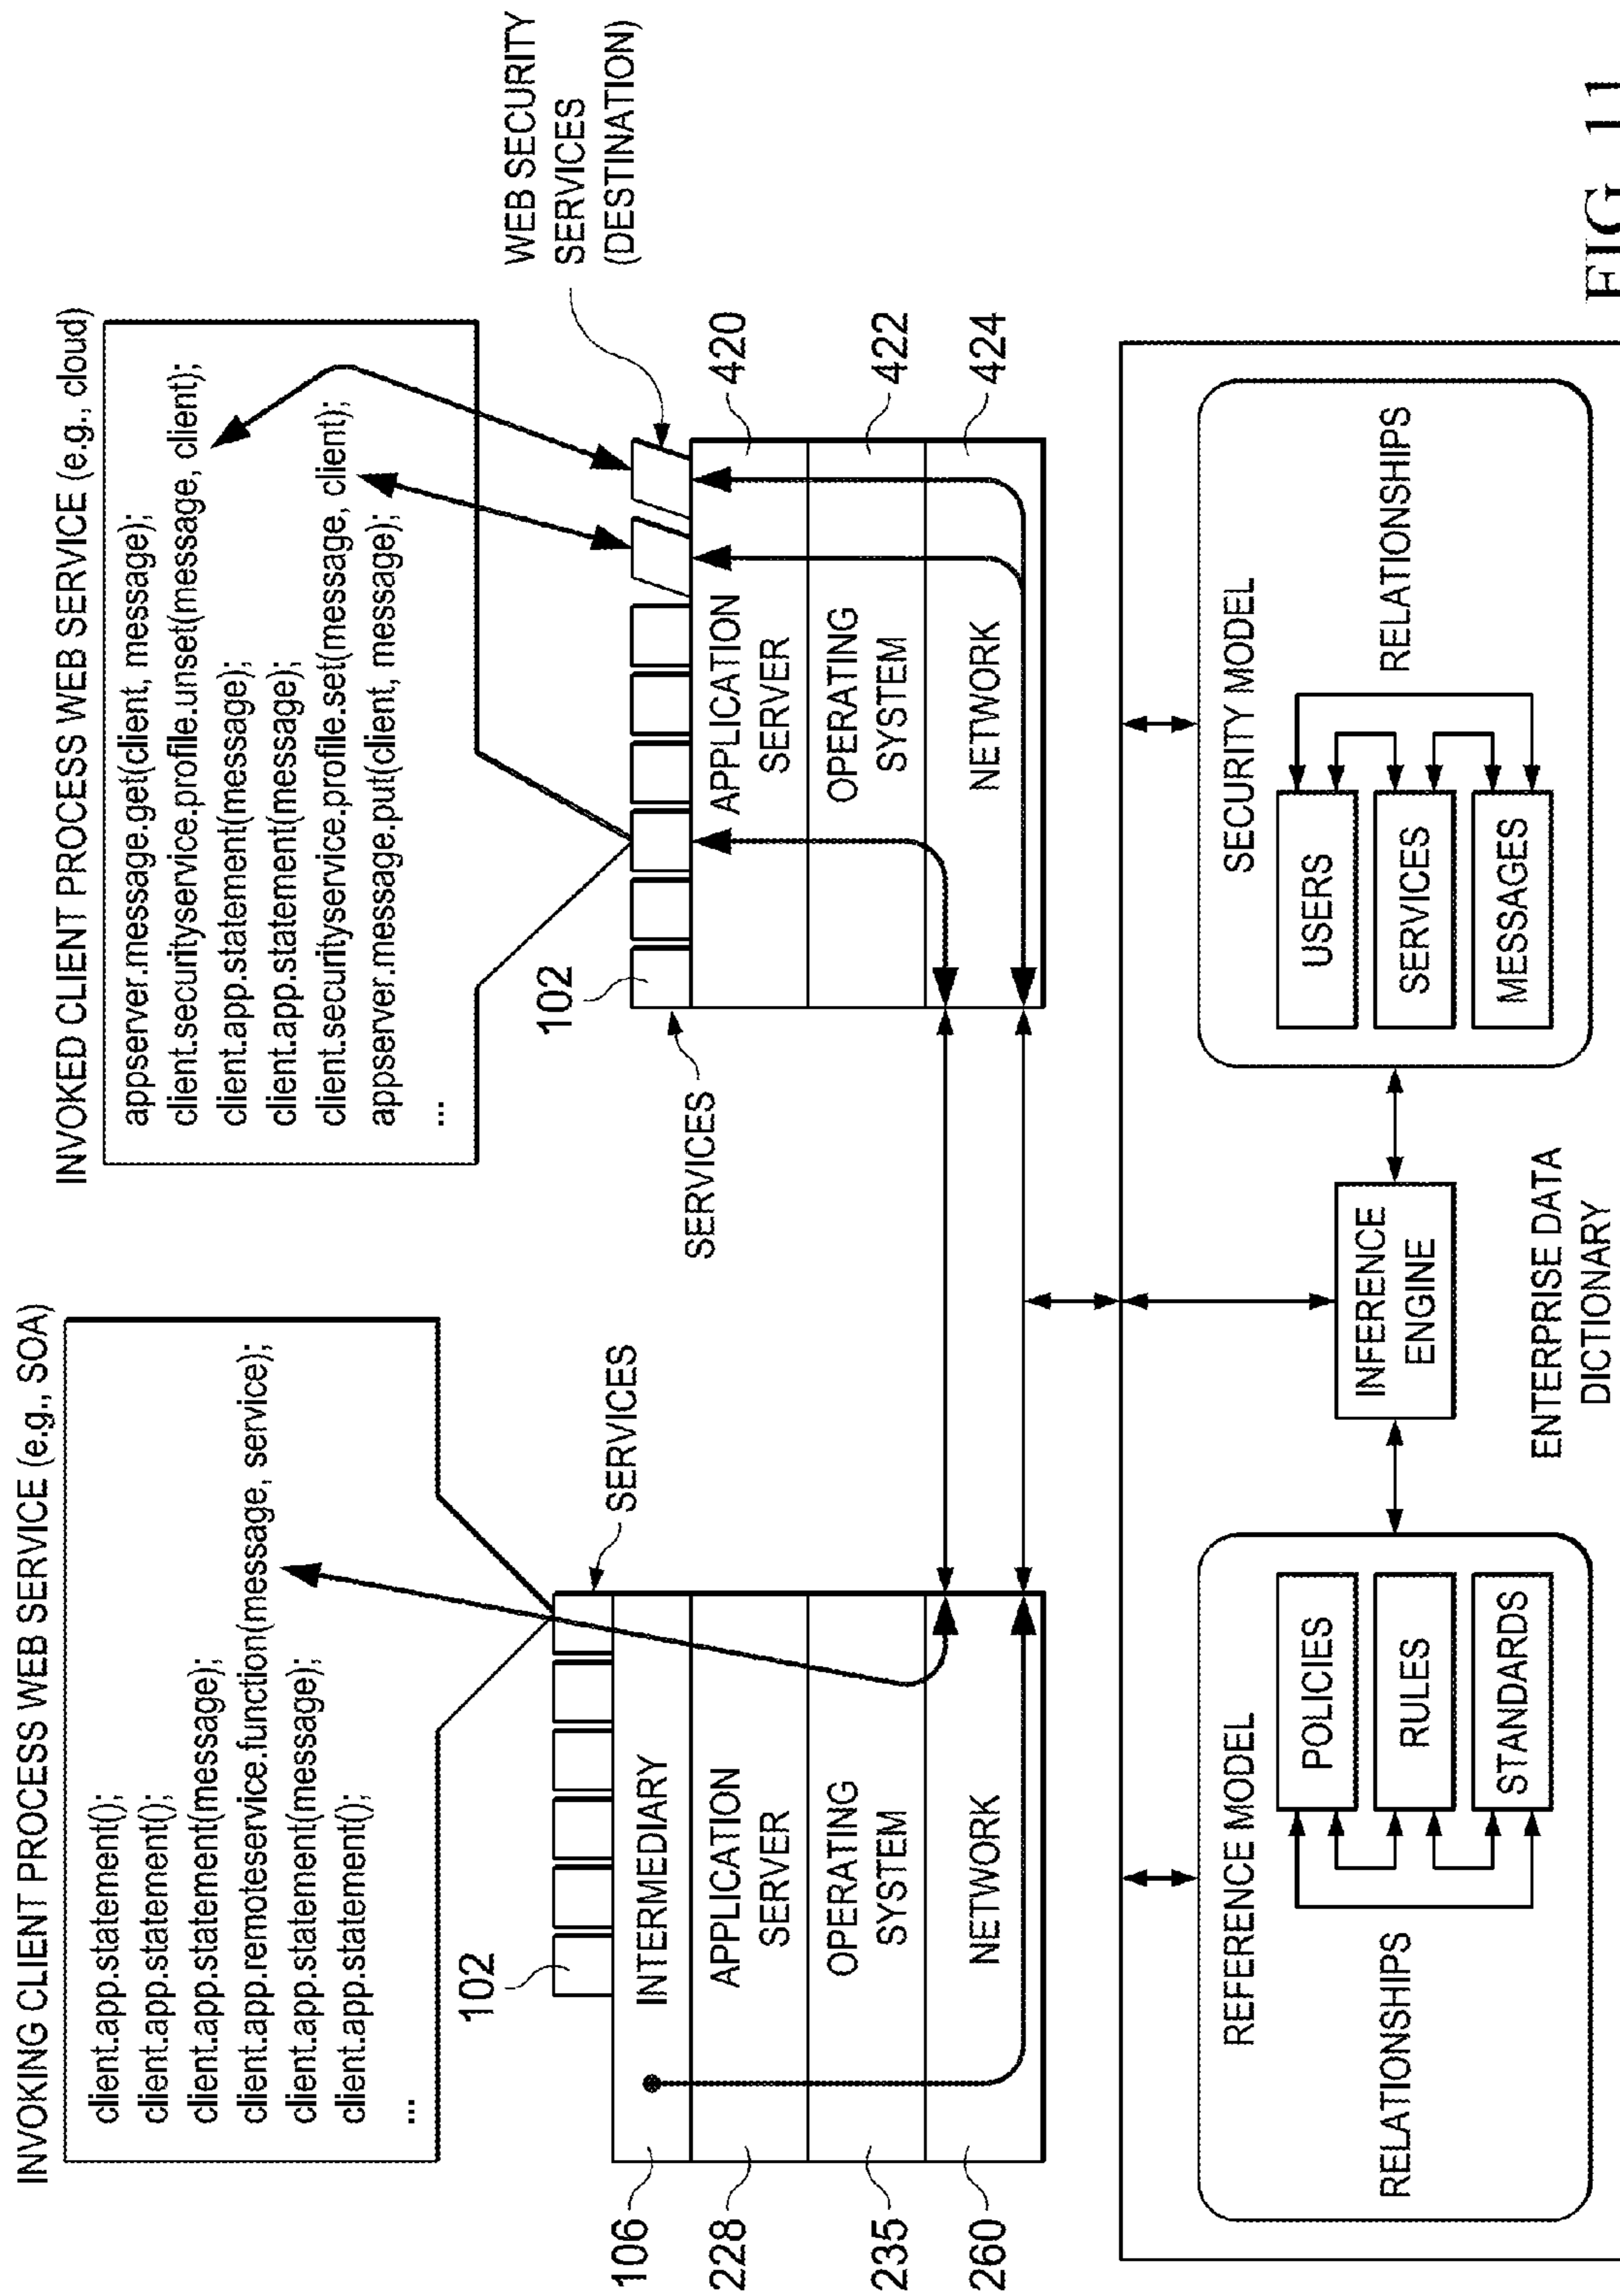 INVOKING CLIENT PROCESS WEB SERVICE (e.g., SOA)
client.app.statement();
client.app.statement();
client.app.statement(message);
client.app.remoteservice.function(message, service);
client.app.statement(message);
client.app.statement();
...
102
SERVICES
106
INTERMEDIARY
228
APPLICATION
SERVER
235
OPERATING
SYSTEM
260
NETWORK
INVOKED CLIENT PROCESS WEB SERVICE (e.g., cloud)
appserver.message.get(client, message);
client.securityservice.profile.unset(message, client);
client.app.statement(message);
client.app.statement(message);
client.securityservice.profile.set(message, client);
appserver.message.put(client, message);
...
WEB SECURITY
SERVICES
(DESTINATION)
102
SERVICES
APPLICATION
SERVER
420
OPERATING
SYSTEM
422
NETWORK
424
REFERENCE MODEL
RELATIONSHIPS
POLICIES
RULES
STANDARDS
INFERENCE
ENGINE
ENTERPRISE DATA
DICTIONARY
SECURITY MODEL
USERS
SERVICES
MESSAGES
RELATIONSHIPS
FIG. 11